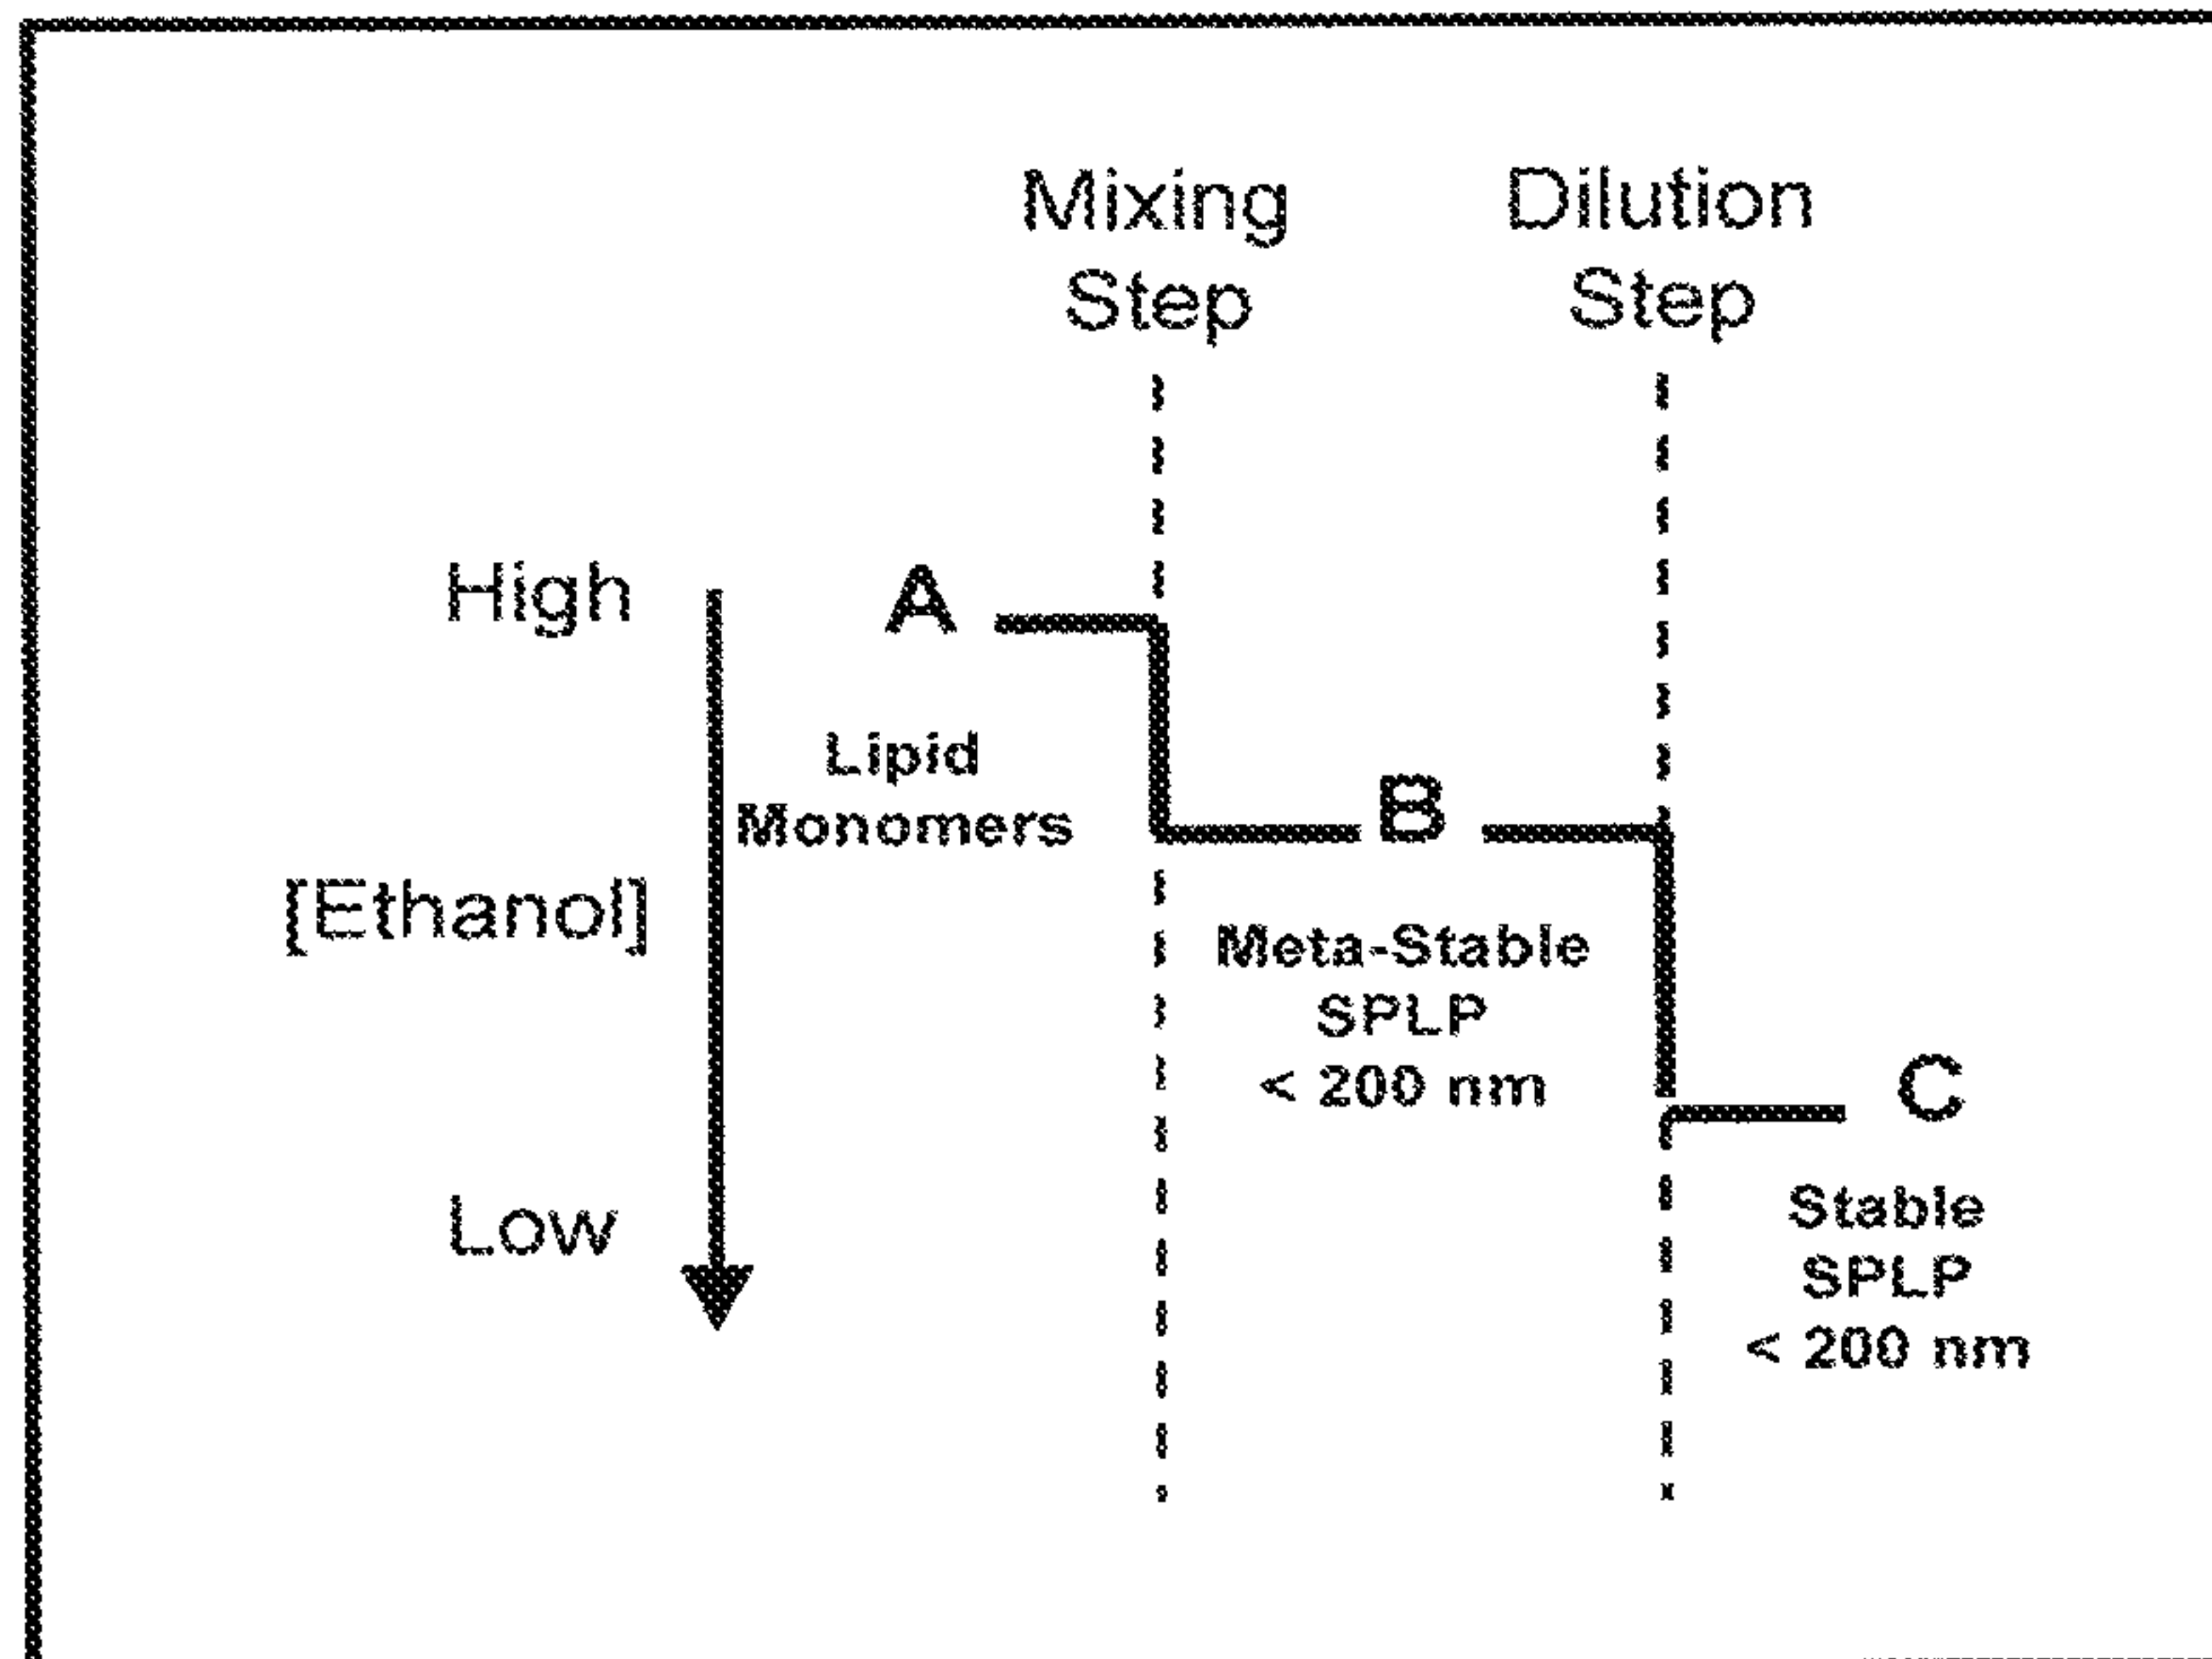 Mixing
Step
Dilution
Step
High
A
Lipid
Monomers
B
[Ethanol]
Meta-Stable
SPLP
< 200 nm
C
Low
Stable
SPLP
< 200 nm